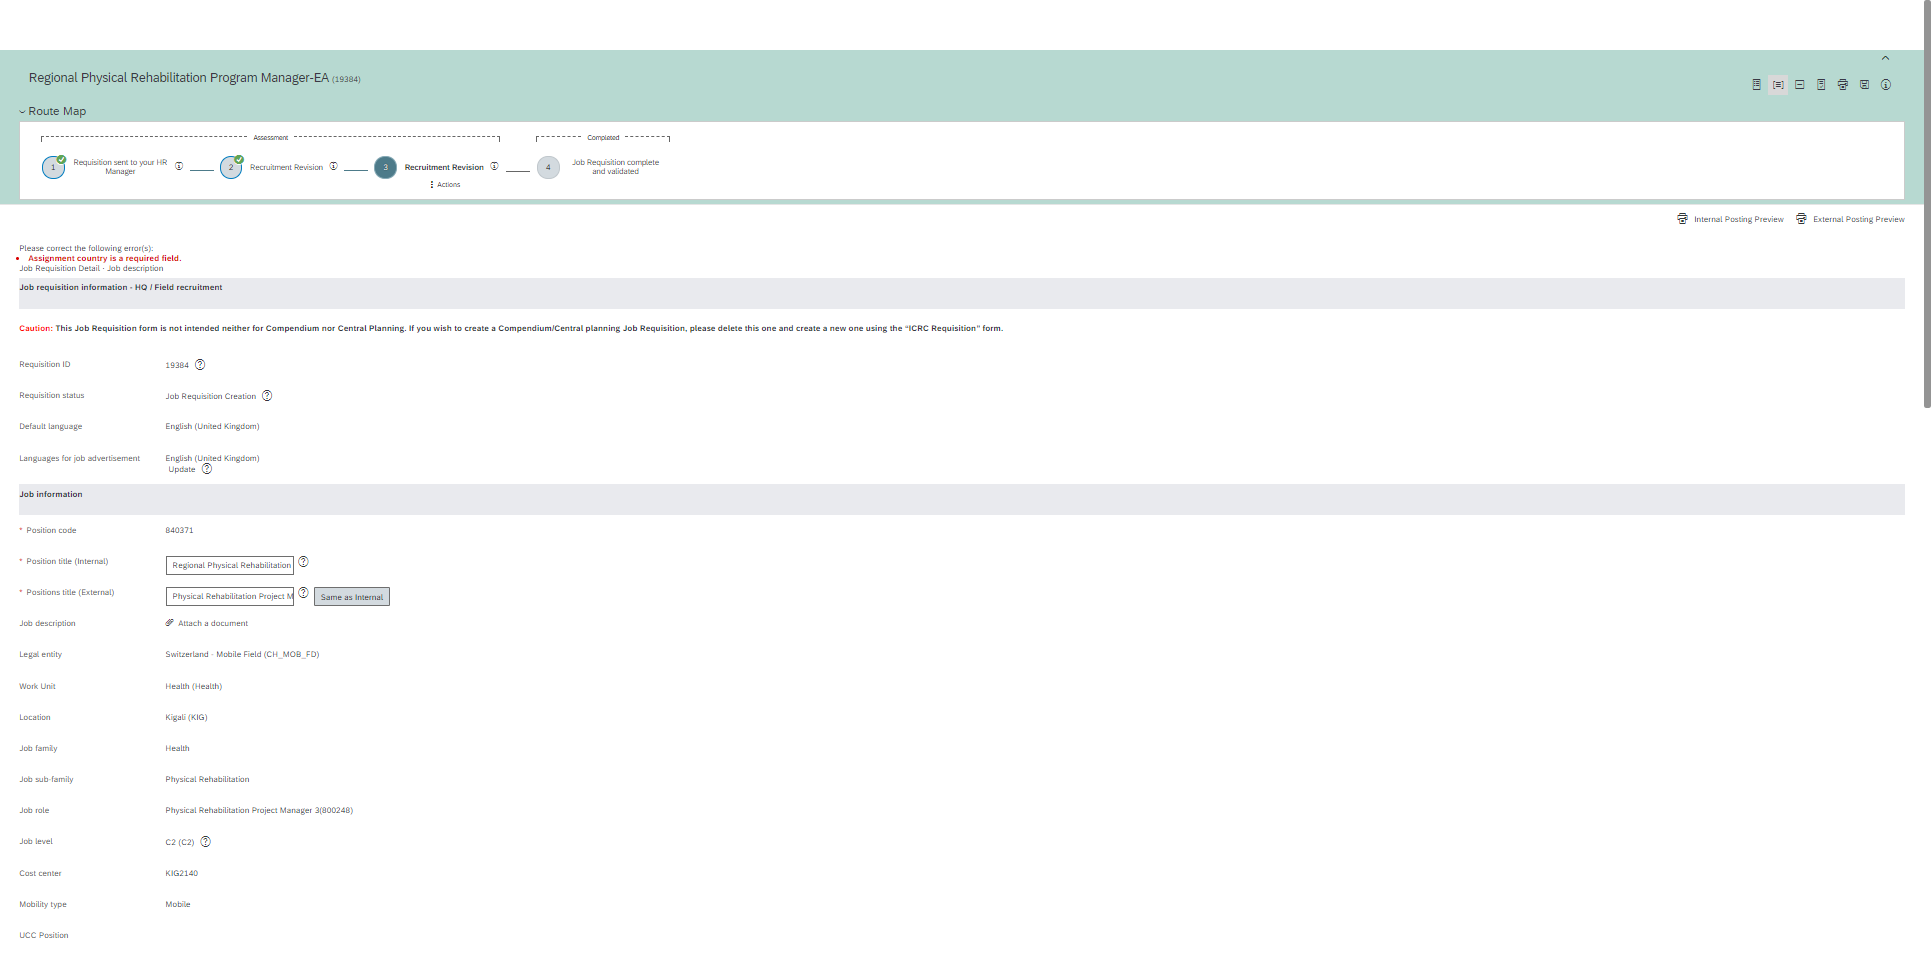 Regional Physical Rehabilitation Program Manager-EA (19384)
Route Map
Assessment
Completed
1
Requisition sent to your HR
Manager
2
Recruitment Revision
3
Recruitment Revision
Actions
4
Job Requisition complete
and validated
Internal Posting Preview
External Posting Preview
Please correct the following error(s):
Assignment country is a required field.
Job Requisition Detail · Job description
Job requisition information - HQ / Field recruitment
Caution: This Job Requisition form is not intended neither for Compendium nor Central Planning. If you wish to create a Compendium/Central planning Job Requisition, please delete this one and create a new one using the “ICRC Requisition” form.
Requisition ID 19384
Requisition status Job Requisition Creation
Default language English (United Kingdom)
Languages for job advertisement English (United Kingdom)
Update
Job information
* Position code 840371
* Position title (Internal) Regional Physical Rehabilitation
* Positions title (External) Physical Rehabilitation Project M Same as Internal
Job description Attach a document
Legal entity Switzerland - Mobile Field (CH_MOB_FD)
Work Unit Health (Health)
Location Kigali (KIG)
Job family Health
Job sub-family Physical Rehabilitation
Job role Physical Rehabilitation Project Manager 3(800248)
Job level C2 (C2)
Cost center KIG2140
Mobility type Mobile
UCC Position